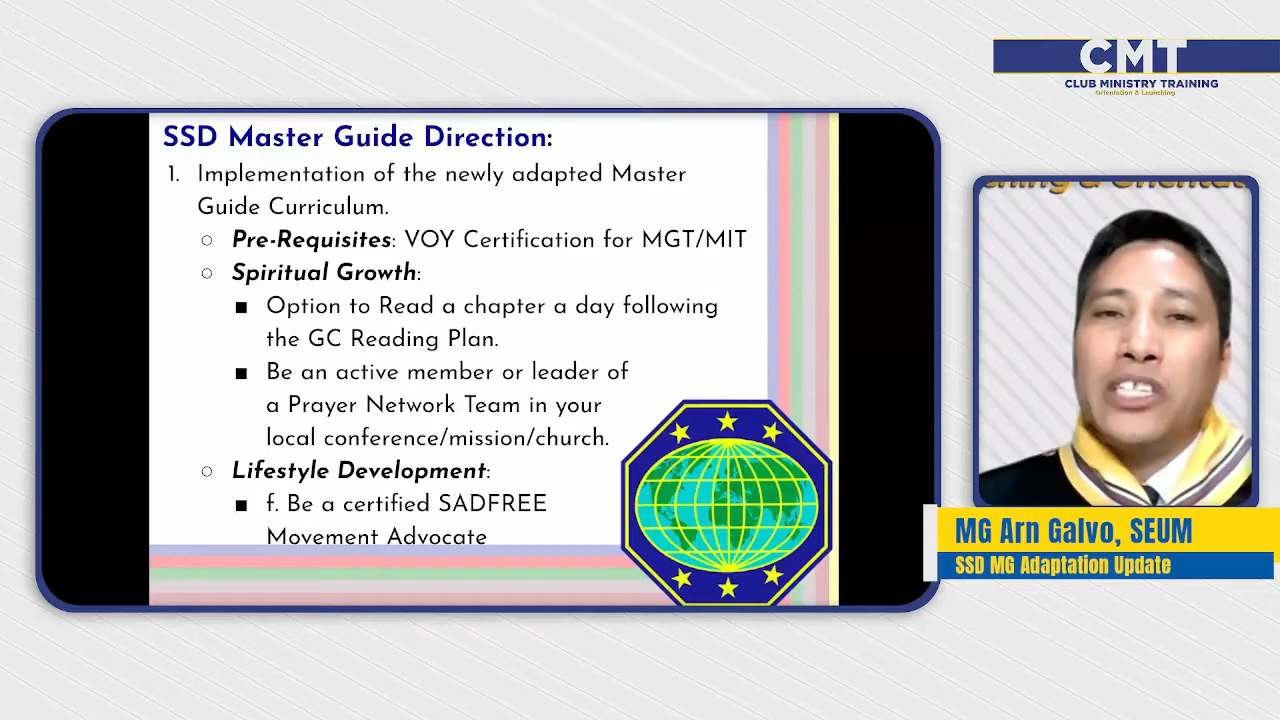 CMT
CLUB MINISTRY TRAINING
Orientation & Launching
SSD Master Guide Direction:
1. Implementation of the newly adapted Master
Guide Curriculum.
○ Pre-Requisites: VOY Certification for MGT/MIT
○ Spiritual Growth:
■ Option to Read a chapter a day following
the GC Reading Plan.
■ Be an active member or leader of
a Prayer Network Team in your
local conference/mission/church.
○ Lifestyle Development:
■ f. Be a certified SADFREE
Movement Advocate
MG Arn Galvo, SEUM
SSD MG Adaptation Update